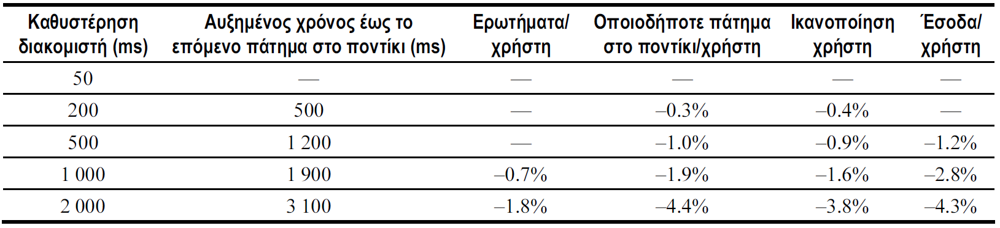 Καθυστέρηση διακομιστή (ms) Αυξημένος χρόνος έως το επόμενο πάτημα στο ποντίκι (ms) Ερωτήματα/ χρήστη Οποιοδήποτε πάτημα στο ποντίκι/χρήστη Ικανοποίηση χρήστη Έσοδα/ χρήστη
50 — — — — —
200 500 — –0.3% –0.4% —
500 1 200 — –1.0% –0.9% –1.2%
1 000 1 900 –0.7% –1.9% –1.6% –2.8%
2 000 3 100 –1.8% –4.4% –3.8% –4.3%